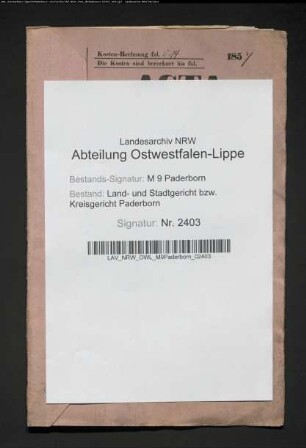 Kosten-Rechnung fol.
Die Kosten sind berechnet bis fol.
185
ACTA
Landesarchiv NRW
Abteilung Ostwestfalen-Lippe
Bestands-Signatur: M 9 Paderborn
Bestand: Land- und Stadtgericht bzw.
Kreisgericht Paderborn
Signatur: Nr. 2403
LAV_NRW_OWL_M9Paderborn_02403